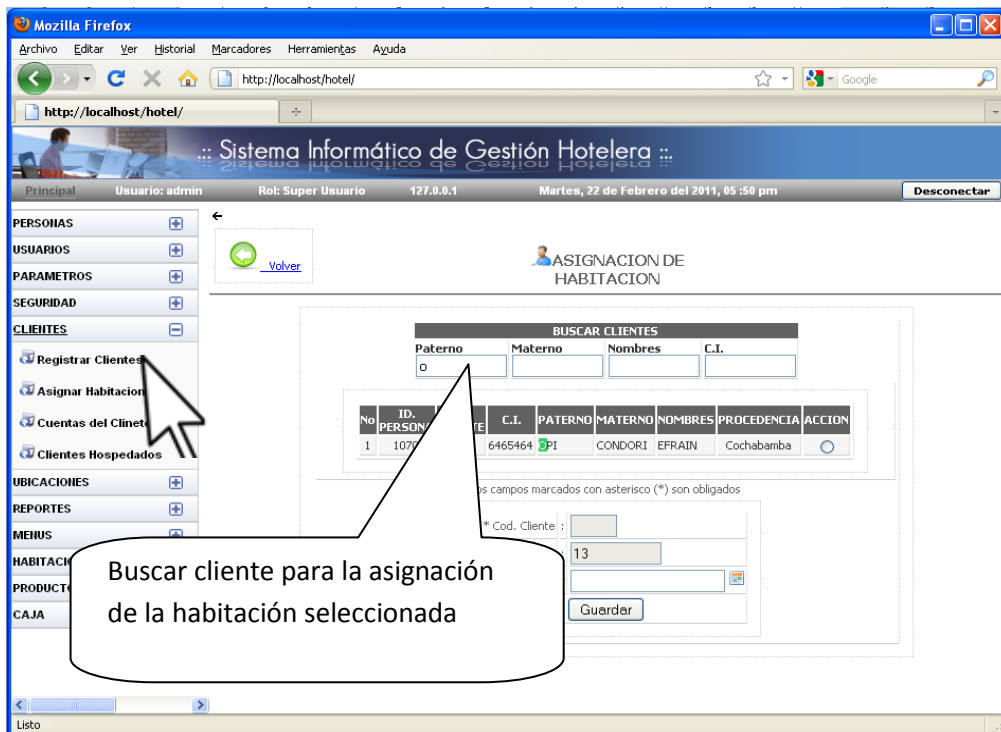 Mozilla Firefox
Archivo Editar Ver Historial Marcadores Herramientas Ayuda
http://localhost/hotel/ Google
http://localhost/hotel/
.:: Sistema Informático de Gestión Hotelera ::.
Principal Usuario: admin Rol: Super Usuario 127.0.0.1 Martes, 22 de Febrero del 2011, 05 :50 pm Desconectar
PERSONAS
USUARIOS
PARAMETROS
SEGURIDAD
CLIENTES
Registrar Clientes
Asignar Habitacion
Cuentas del Clinete
Clientes Hospedados
UBICACIONES
REPORTES
MENUS
CAJA
Volver
ASIGNACION DE
HABITACION
BUSCAR CLIENTES
Paterno Materno Nombres C.I.
o
No ID. PERSONA C.I. PATERNO MATERNO NOMBRES PROCEDENCIA ACCION
1 1070 6465464 OPI CONDORI EFRAIN Cochabamba
campos marcados con asterisco (*) son obligados
* Cod. Cliente :
13
Guardar
Buscar cliente para la asignación
de la habitación seleccionada
Listo